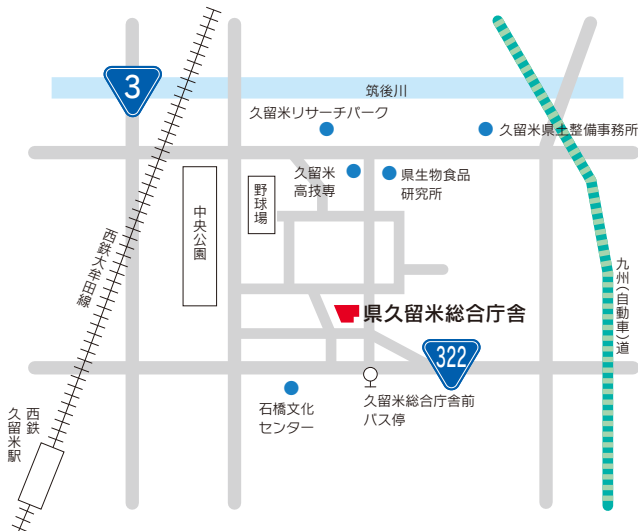 3
筑後川
久留米リサーチパーク
久留米県土整備事務所
久留米
高技専
県生物食品
研究所
野球場
中央公園
西鉄大牟田線
九州(自動車)道
県久留米総合庁舎
322
石橋文化
センター
久留米総合庁舎前
バス停
西鉄
久留米駅